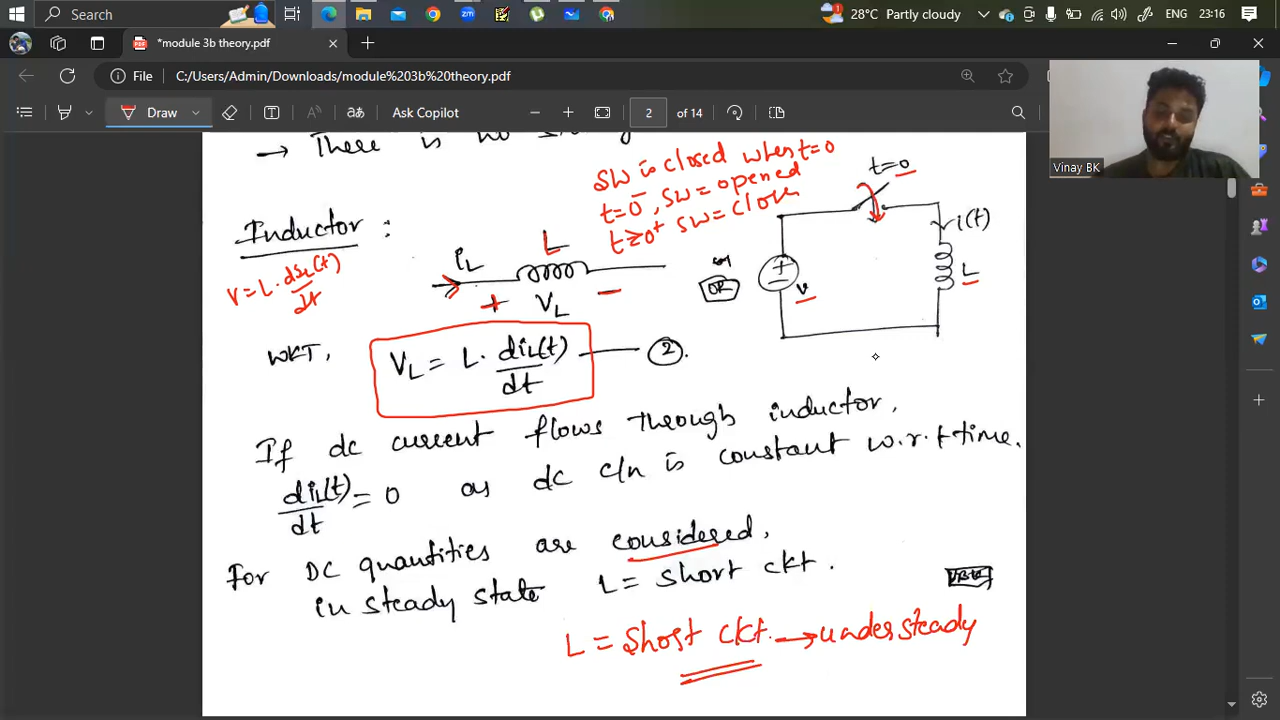 Search
28°C Partly cloudy
ENG
23:16
*module 3b theory.pdf
File
C:/Users/Admin/Downloads/module%203b%20theory.pdf
Draw
Ask Copilot
2 of 14
Vinay BK
→ There is no
SW is closed when t=0
t=0⁻, SW = opened
t≥0⁺ SW = close
t=0
Inductor :
V = L. diL(t)/dt
iL
L
+ VL −
OR
V
i(t)
L
WKT,
VL = L. diL(t)/dt — ②.
If dc current flows through inductor,
diL(t)/dt = 0 as dc c/n is constant w.r.t time.
For DC quantities are considered,
in steady state L = short ckt.
L = Short ckt. → under steady